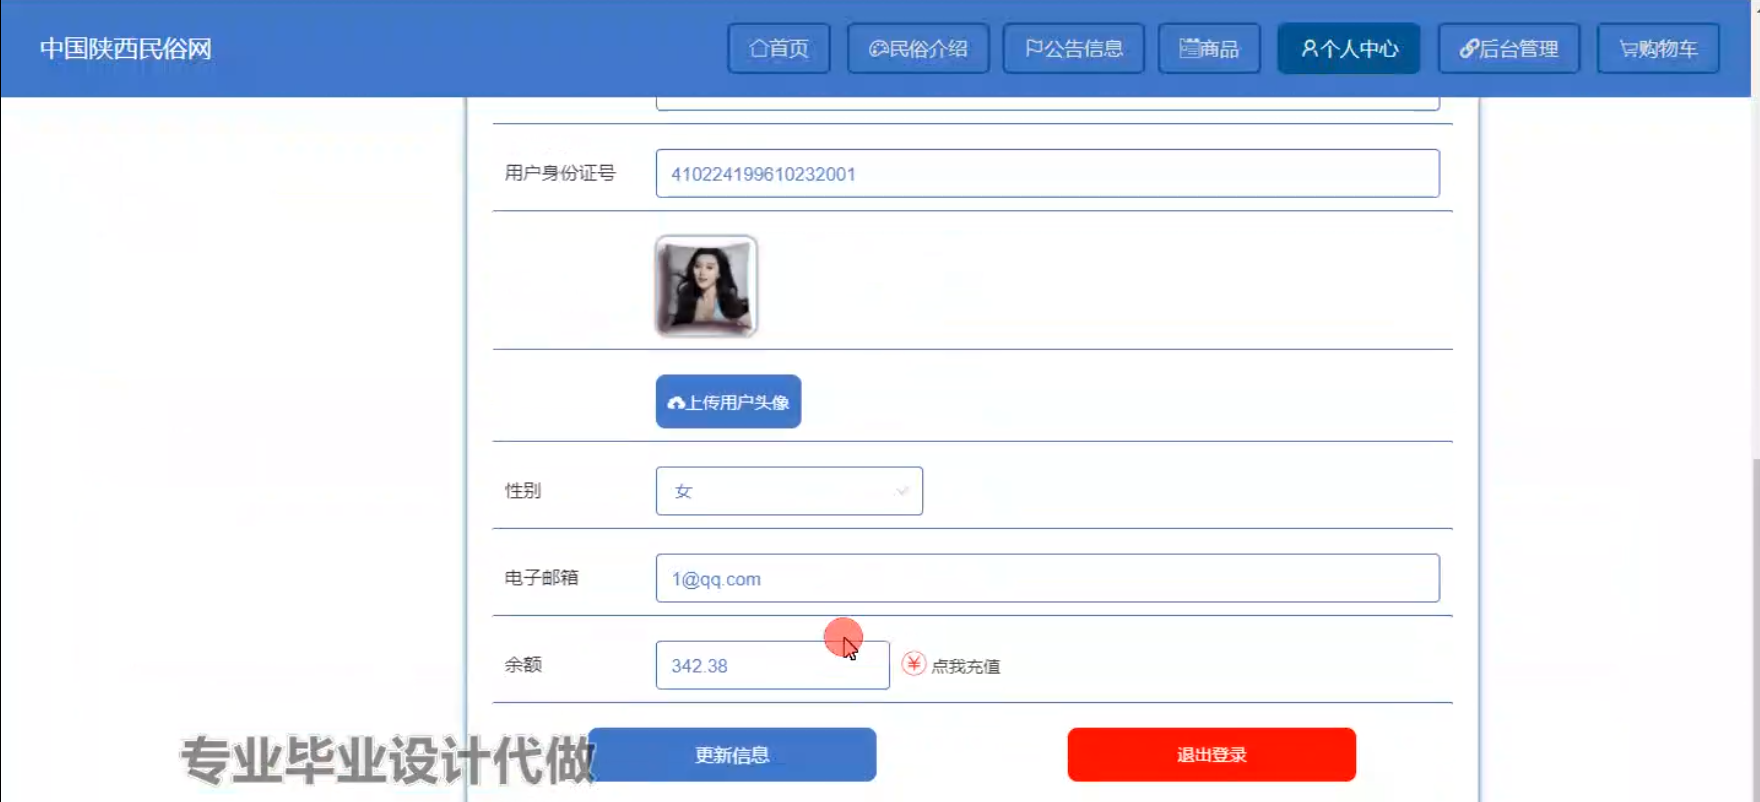 中国陕西民俗网
首页 民俗介绍 公告信息 商品 个人中心 后台管理 购物车
用户身份证号 410224199610232001
上传用户头像
性别 女
电子邮箱 1@qq.com
余额 342.38 ¥ 点我充值
专业毕业设计代做 更新信息 退出登录